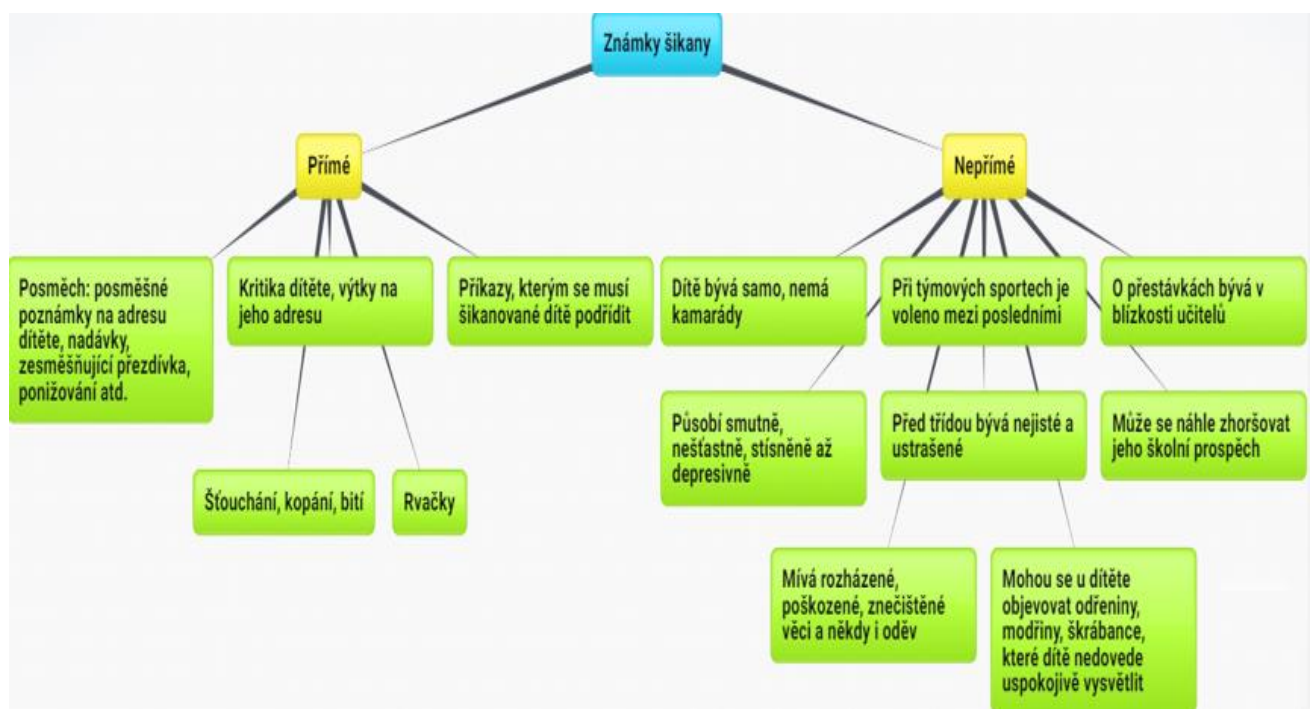 Známky šikany
Přímé
Nepřímé
Posměch: posměšné
poznámky na adresu
dítěte, nadávky,
zesměšňující přezdívka,
ponižování atd.
Kritika dítěte, výtky na
jeho adresu
Příkazy, kterým se musí
šikanované dítě podřídit
Dítě bývá samo, nemá
kamarády
Při týmových sportech je
voleno mezi posledními
O přestávkách bývá v
blízkosti učitelů
Šťouchání, kopání, bití
Rvačky
Působí smutně,
nešťastně, stísněně až
depresivně
Před třídou bývá nejisté a
ustrašené
Může se náhle zhoršovat
jeho školní prospěch
Mívá rozházené,
poškozené, znečištěné
věci a někdy i oděv
Mohou se u dítěte
objevovat odřeniny,
modřiny, škrábance,
které dítě nedovede
uspokojivě vysvětlit